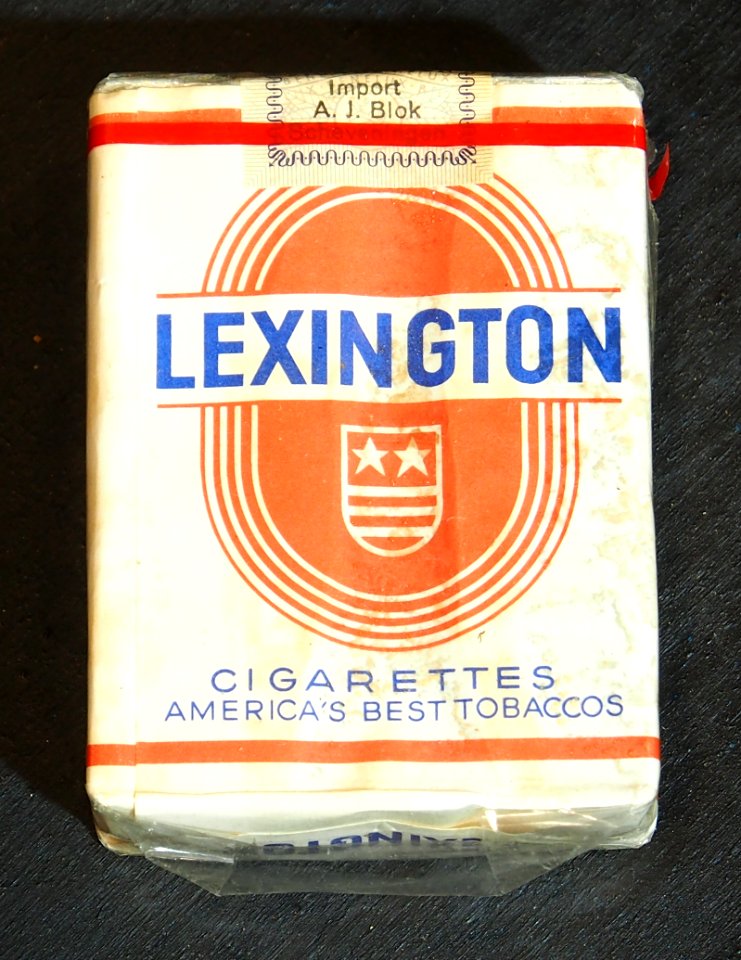 Import
A. J. Blok
Scheveningen
LEXINGTON
CIGARETTES
AMERICA'S BEST TOBACCOS